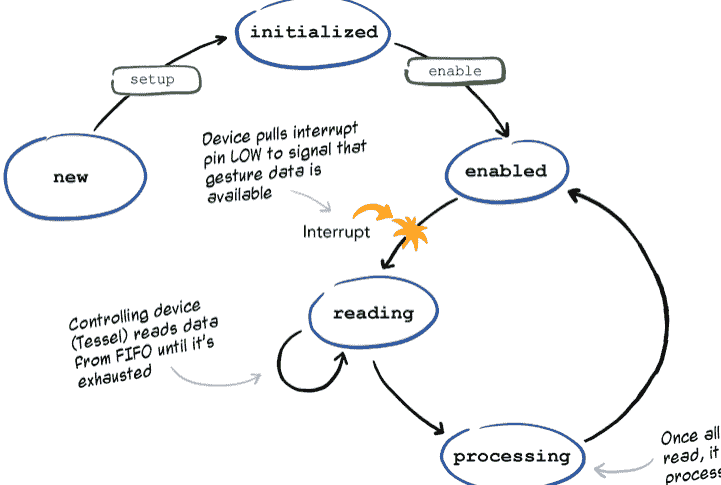 initialized
setup
enable
new
Device pulls interrupt
pin LOW to signal that
gesture data is
available
enabled
Interrupt
reading
Controlling device
(Tessel) reads data
from FIFO until it's
exhausted
processing
Once all
read, it
process